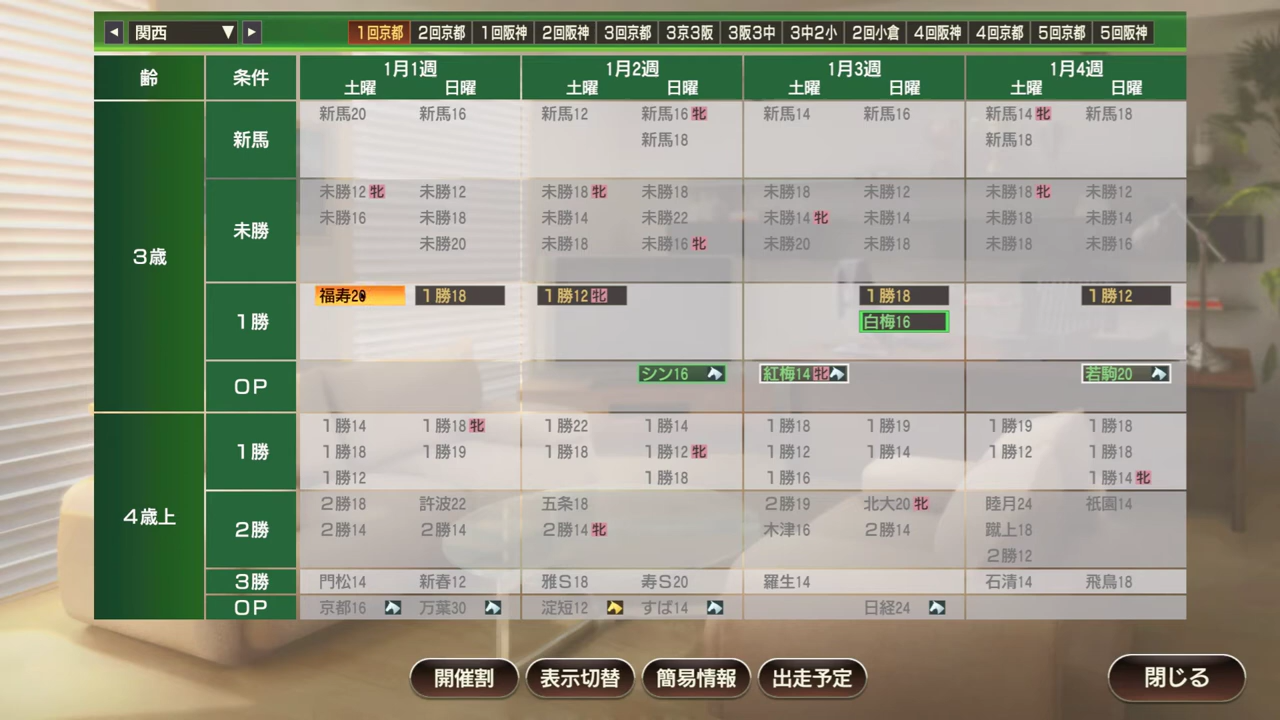 ◀ 関西 ▼ ▶ 1回京都 2回京都 1回阪神 2回阪神 3回京都 3京3阪 3阪3中 3中2小 2回小倉 4回阪神 4回京都 5回京都 5回阪神
齢 条件 1月1週 1月2週 1月3週 1月4週
土曜 日曜 土曜 日曜 土曜 日曜 土曜 日曜
3歳
新馬
新馬20 新馬16 新馬12 新馬16牝 新馬14 新馬16 新馬14牝 新馬18
新馬18 新馬18
未勝
未勝12牝 未勝12 未勝18牝 未勝18 未勝18 未勝12 未勝18牝 未勝12
未勝16 未勝18 未勝14 未勝22 未勝14牝 未勝14 未勝18 未勝14
未勝20 未勝18 未勝16牝 未勝20 未勝18 未勝18 未勝16
1勝
福寿20 1勝18 1勝12牝 1勝18 1勝12
白梅16
OP
シン16 紅梅14牝 若駒20
4歳上
1勝
1勝14 1勝18牝 1勝22 1勝14 1勝18 1勝19 1勝19 1勝18
1勝18 1勝19 1勝18 1勝12牝 1勝12 1勝14 1勝12 1勝18
1勝12 1勝18 1勝16 1勝14牝
2勝
2勝18 許波22 五条18 2勝19 北大20牝 睦月24 祇園14
2勝14 2勝14 2勝14牝 木津16 2勝14 蹴上18
2勝12
3勝 門松14 新春12 雅S18 寿S20 羅生14 石清14 飛鳥18
OP 京都16 万葉30 淀短12 すば14 日経24
開催割 表示切替 簡易情報 出走予定 閉じる